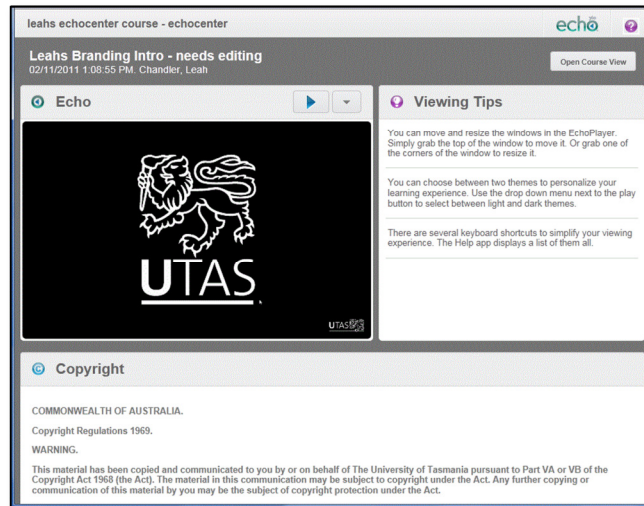 leahs echocenter course - echocenter
echo
Leahs Branding Intro - needs editing
02/11/2011 1:08:55 PM. Chandler, Leah
Open Course View
Echo
UTAS
UTAS
Viewing Tips
You can move and resize the windows in the EchoPlayer.
Simply grab the top of the window to move it. Or grab one of
the corners of the window to resize it.
You can choose between two themes to personalize your
learning experience. Use the drop down menu next to the play
button to select between light and dark themes.
There are several keyboard shortcuts to simplify your viewing
experience. The Help app displays a list of them all.
Copyright
COMMONWEALTH OF AUSTRALIA.
Copyright Regulations 1969.
WARNING.
This material has been copied and communicated to you by or on behalf of The University of Tasmania pursuant to Part VA or VB of the
Copyright Act 1968 (the Act). The material in this communication may be subject to copyright under the Act. Any further copying or
communication of this material by you may be the subject of copyright protection under the Act.